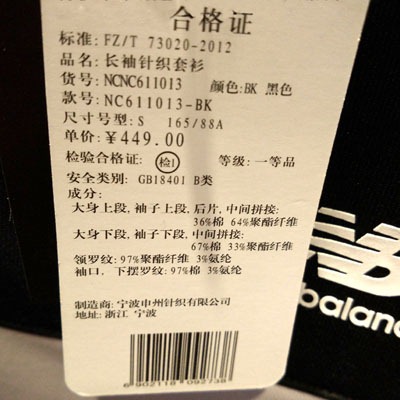 合格证
标准: FZ/T 73020-2012
品名: 长袖针织套衫
货号: NCNC611013 颜色:BK 黑色
款号: NC611013-BK
尺寸号型: S 165/88A
单价: ¥449.00
检验合格证: 检1 等级: 一等品
安全类别: GB18401 B类
成分:
大身上段, 袖子上段, 后片, 中间拼接:
36%棉 64%聚酯纤维
大身下段, 袖子下段, 中间拼接:
67%棉 33%聚酯纤维
领罗纹: 97%聚酯纤维 3%氨纶
袖口, 下摆罗纹: 97%棉 3%氨纶
制造商: 宁波申州针织有限公司
地址: 浙江 宁波
6 902118 092738
balance